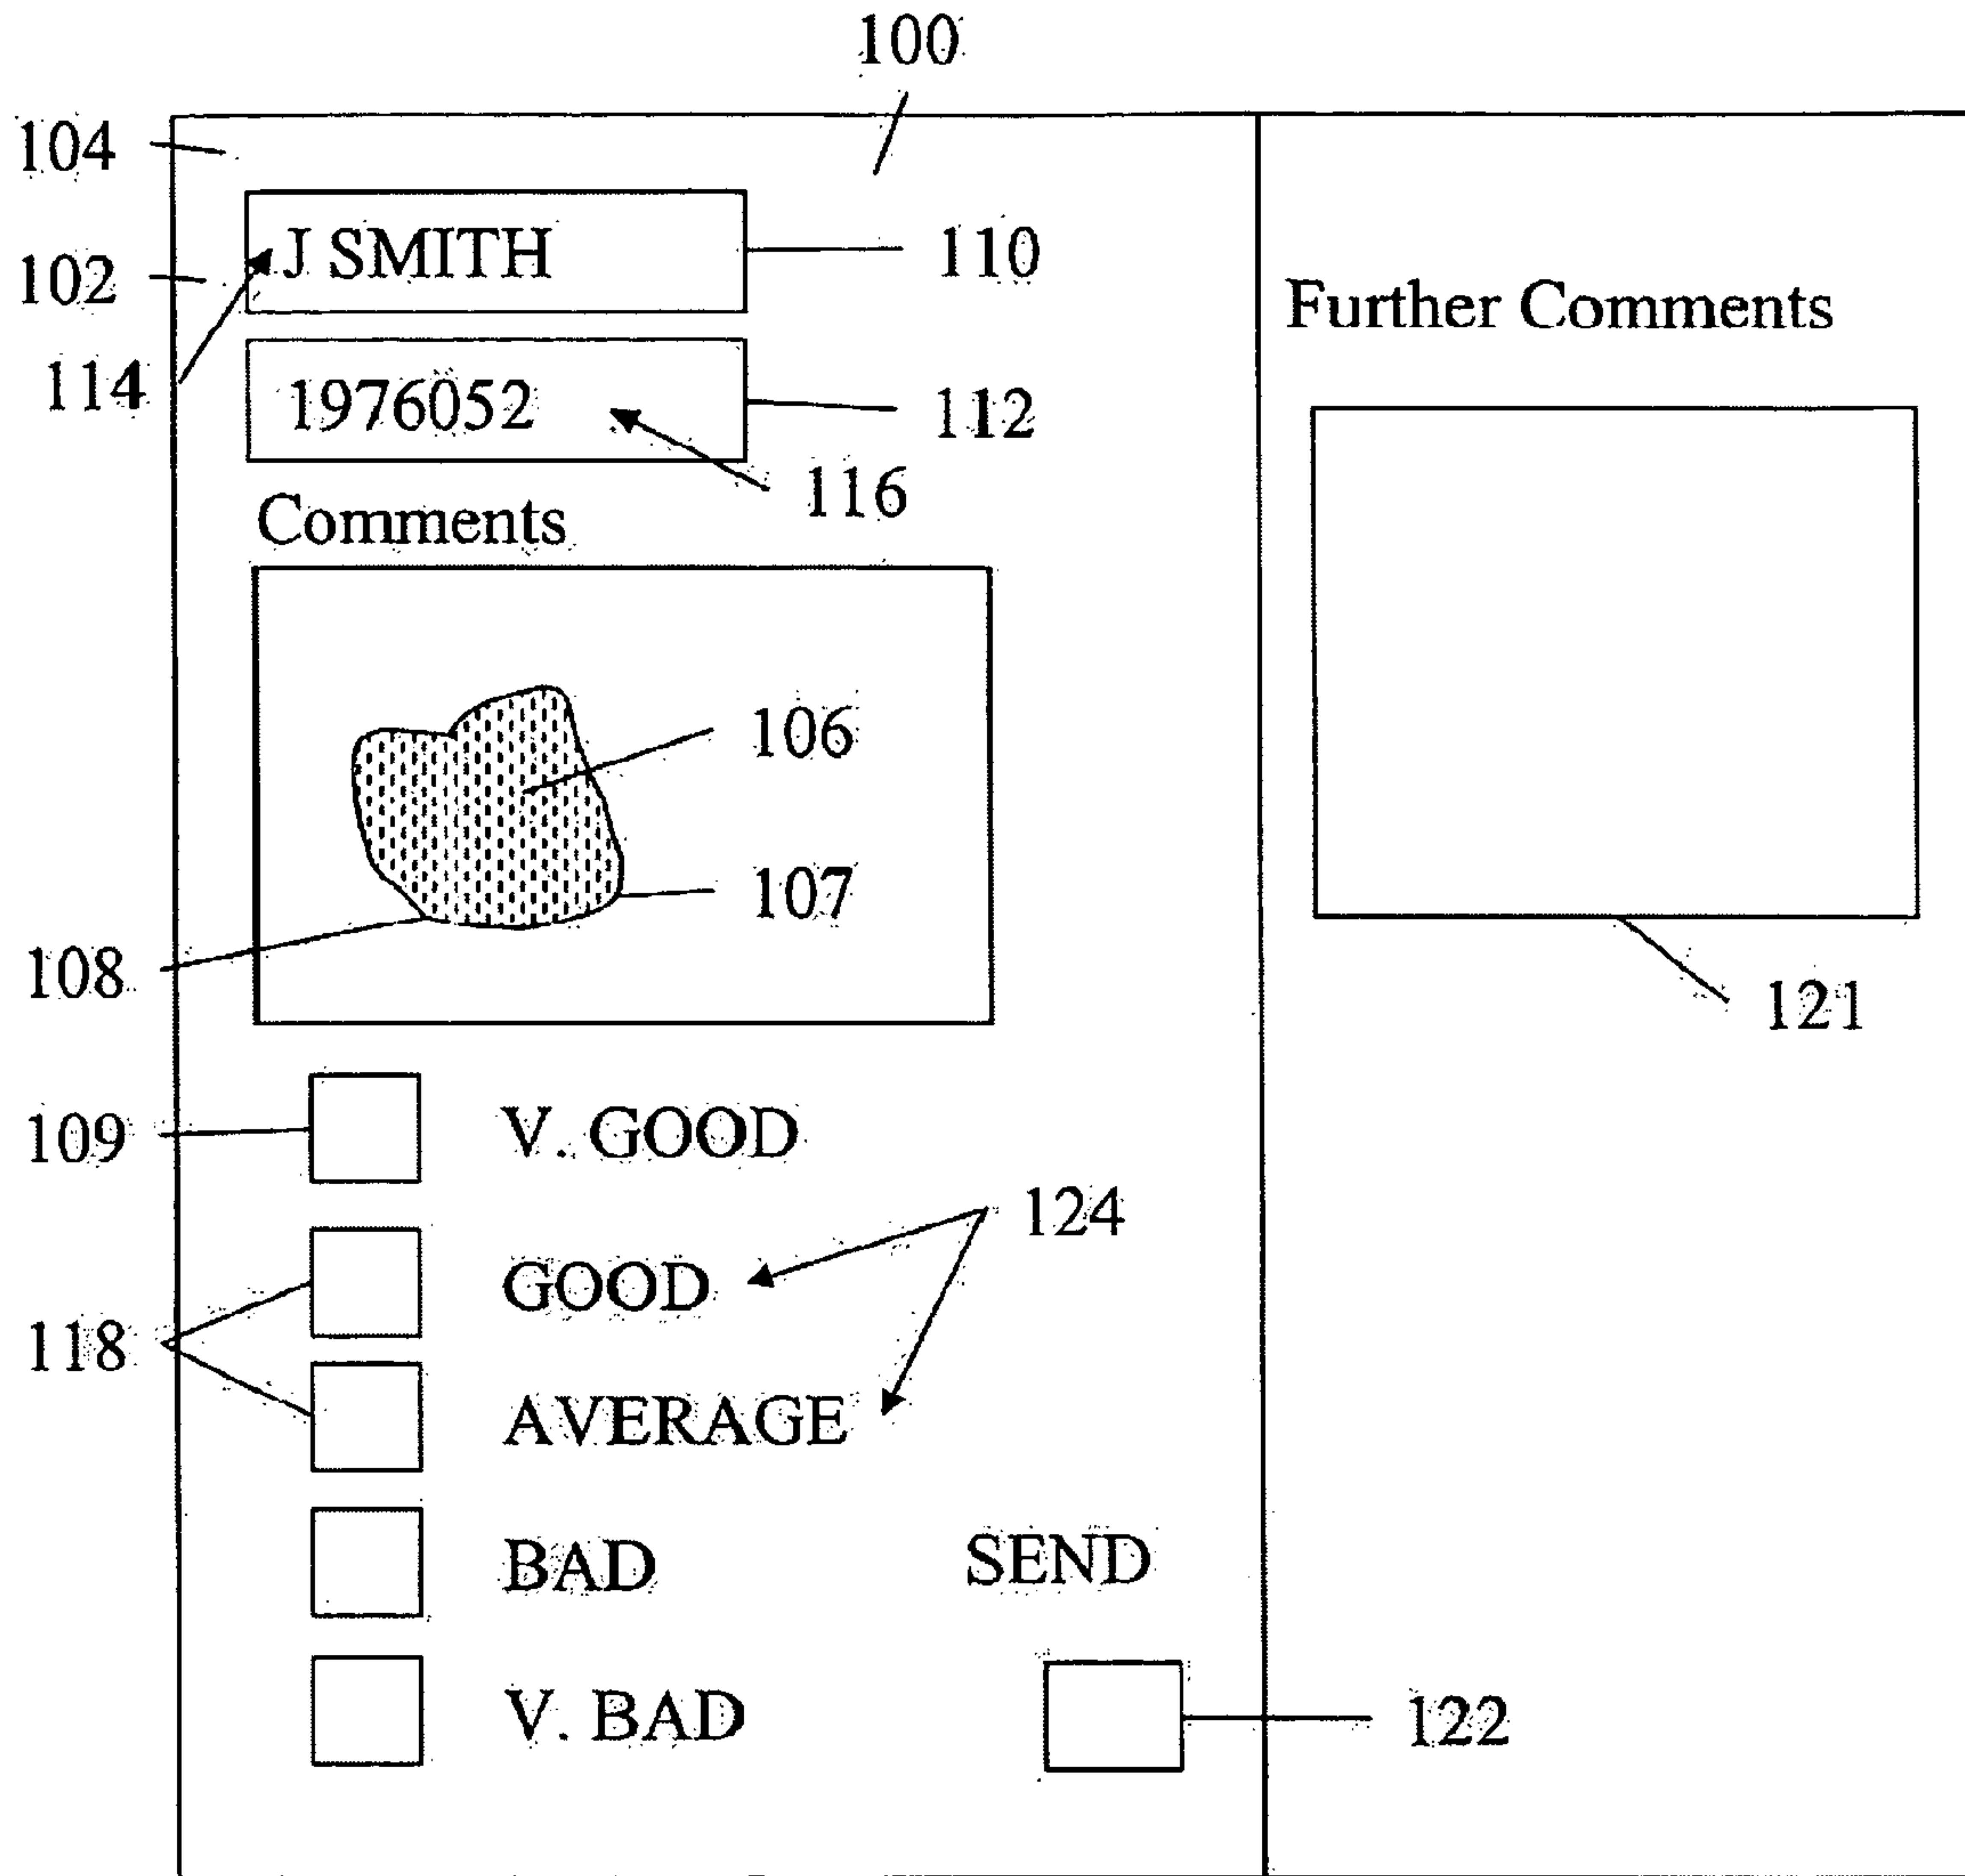 100
104
J SMITH
110
102
Further Comments
114
1976052
112
116
Comments
106
107
108
121
109
V. GOOD
124
GOOD
118
AVERAGE
BAD
SEND
V. BAD
122